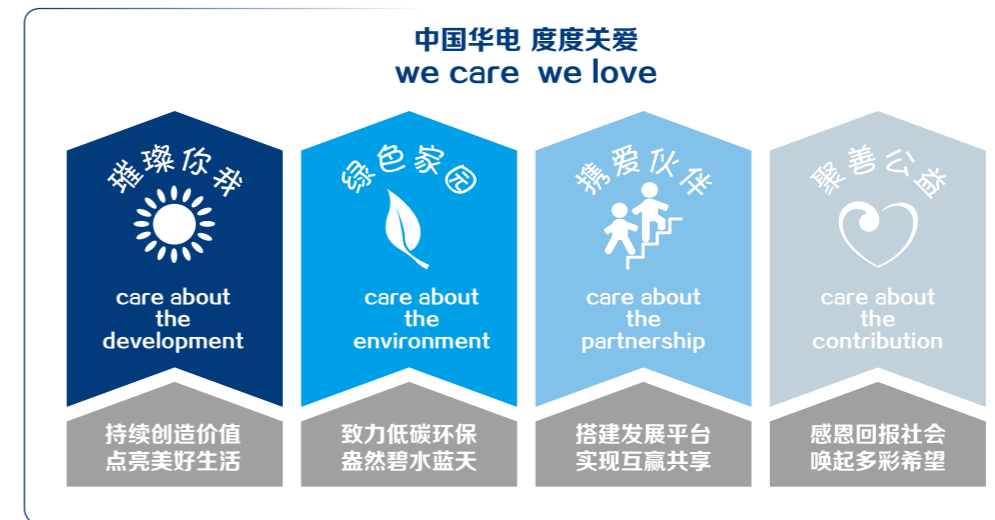 中国华电 度度关爱
we care we love
璀璨你我
care about
the
development
持续创造价值
点亮美好生活
绿色家园
care about
the
environment
致力低碳环保
盎然碧水蓝天
携爱伙伴
care about
the
partnership
搭建发展平台
实现互赢共享
聚善公益
care about
the
contribution
感恩回报社会
唤起多彩希望